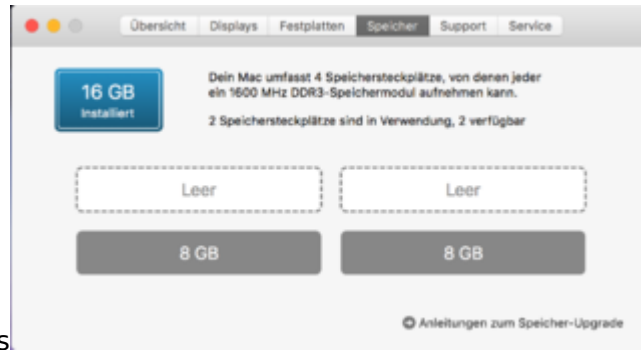 Übersicht Displays Festplatten Speicher Support Service
16 GB
Installiert
Dein Mac umfasst 4 Speichersteckplätze, von denen jeder
ein 1600 MHz DDR3-Speichermodul aufnehmen kann.
2 Speichersteckplätze sind in Verwendung, 2 verfügbar
Leer Leer
8 GB 8 GB
Anleitungen zum Speicher-Upgrade
s